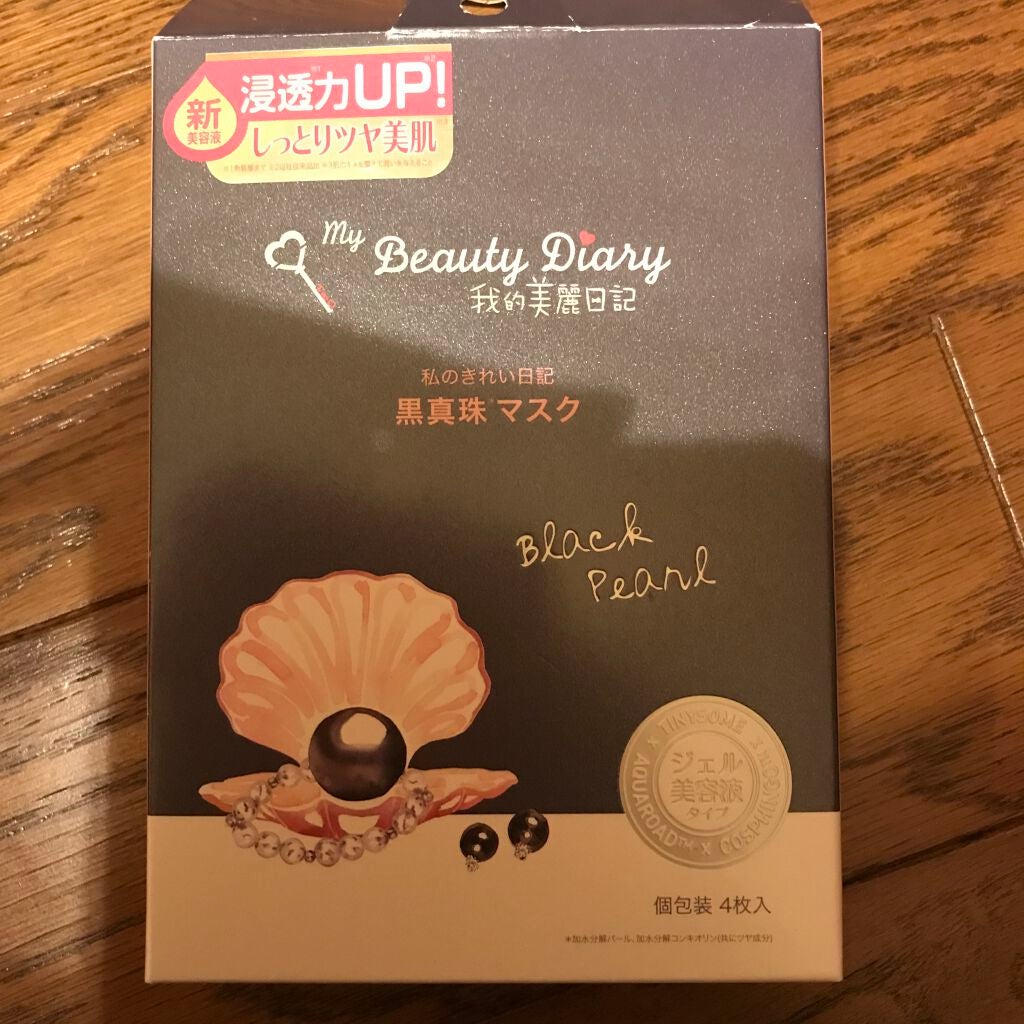 浸透力UP!
新
美容液
しっとりツヤ美肌
My
Beauty Diary
我的美麗日記
私のきれい日記
黒真珠*マスク
Black
Pearl
x TINYSOME x
AQUAROAD™ x
ジェル
美容液
タイプ
個包装 4枚入
*加水分解パール、加水分解コンキオリン(共にツヤ成分)